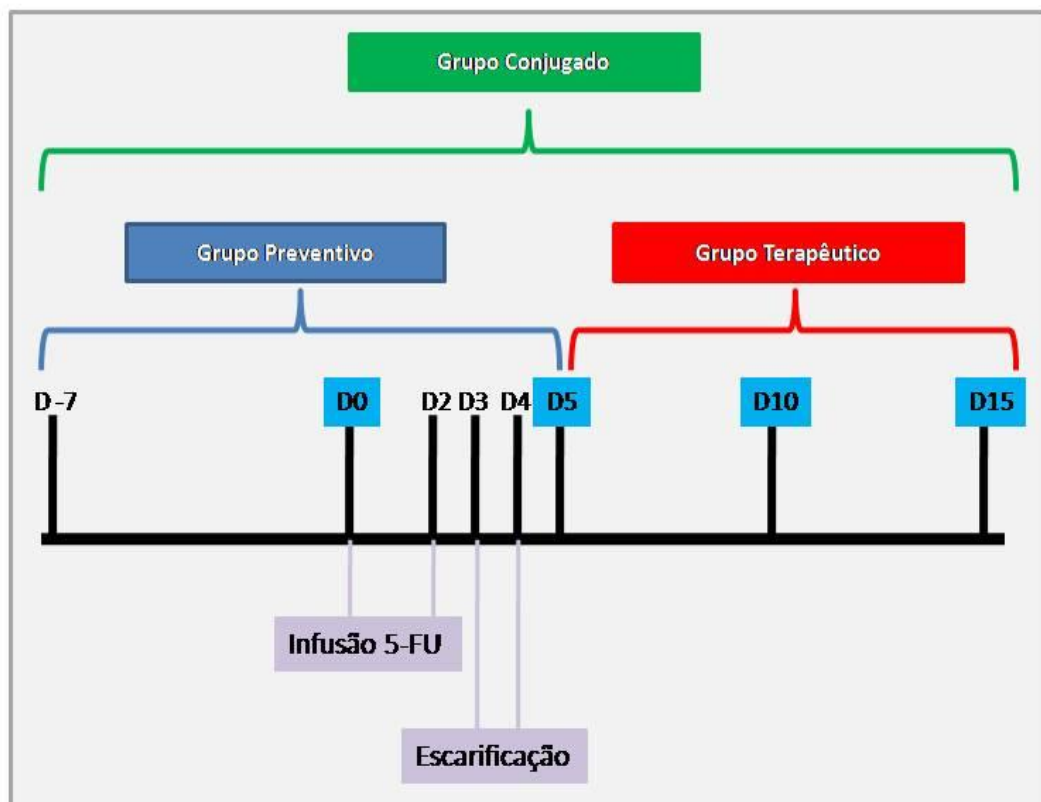 Grupo Conjugado
Grupo Preventivo
Grupo Terapêutico
D -7
D0
D2
D3
D4
D5
D10
D15
Infusão 5-FU
Escarificação